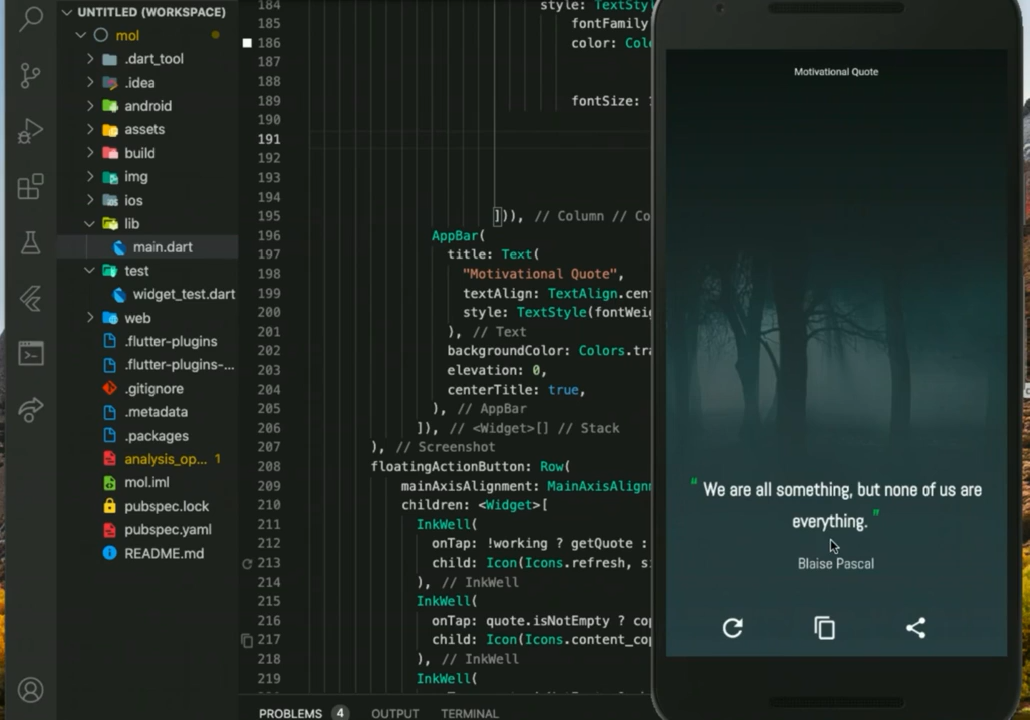 UNTITLED (WORKSPACE)
mol
.dart_tool
.idea
android
assets
build
img
ios
lib
main.dart
test
widget_test.dart
web
.flutter-plugins
.flutter-plugins-...
.gitignore
.metadata
.packages
analysis_op... 1
mol.iml
pubspec.lock
pubspec.yaml
README.md
184 style: TextStyl
185 fontFamily
186 color: Colo
187
188
189 fontSize:
190
191
192
193
194
195 ])), // Column // Co
196 AppBar(
197 title: Text(
198 "Motivational Quote",
199 textAlign: TextAlign.cen
200 style: TextStyle(fontWei
201 ), // Text
202 backgroundColor: Colors.tra
203 elevation: 0,
204 centerTitle: true,
205 ), // AppBar
206 ]), // <Widget>[] // Stack
207 ), // Screenshot
208 floatingActionButton: Row(
209 mainAxisAlignment: MainAxisAlignm
210 children: <Widget>[
211 InkWell(
212 onTap: !working ? getQuote :
213 child: Icon(Icons.refresh, si
214 ), // InkWell
215 InkWell(
216 onTap: quote.isNotEmpty ? cop
217 child: Icon(Icons.content_cop
218 ), // InkWell
219 InkWell(
PROBLEMS 4 OUTPUT TERMINAL
Motivational Quote
“ We are all something, but none of us are
everything. ”
Blaise Pascal